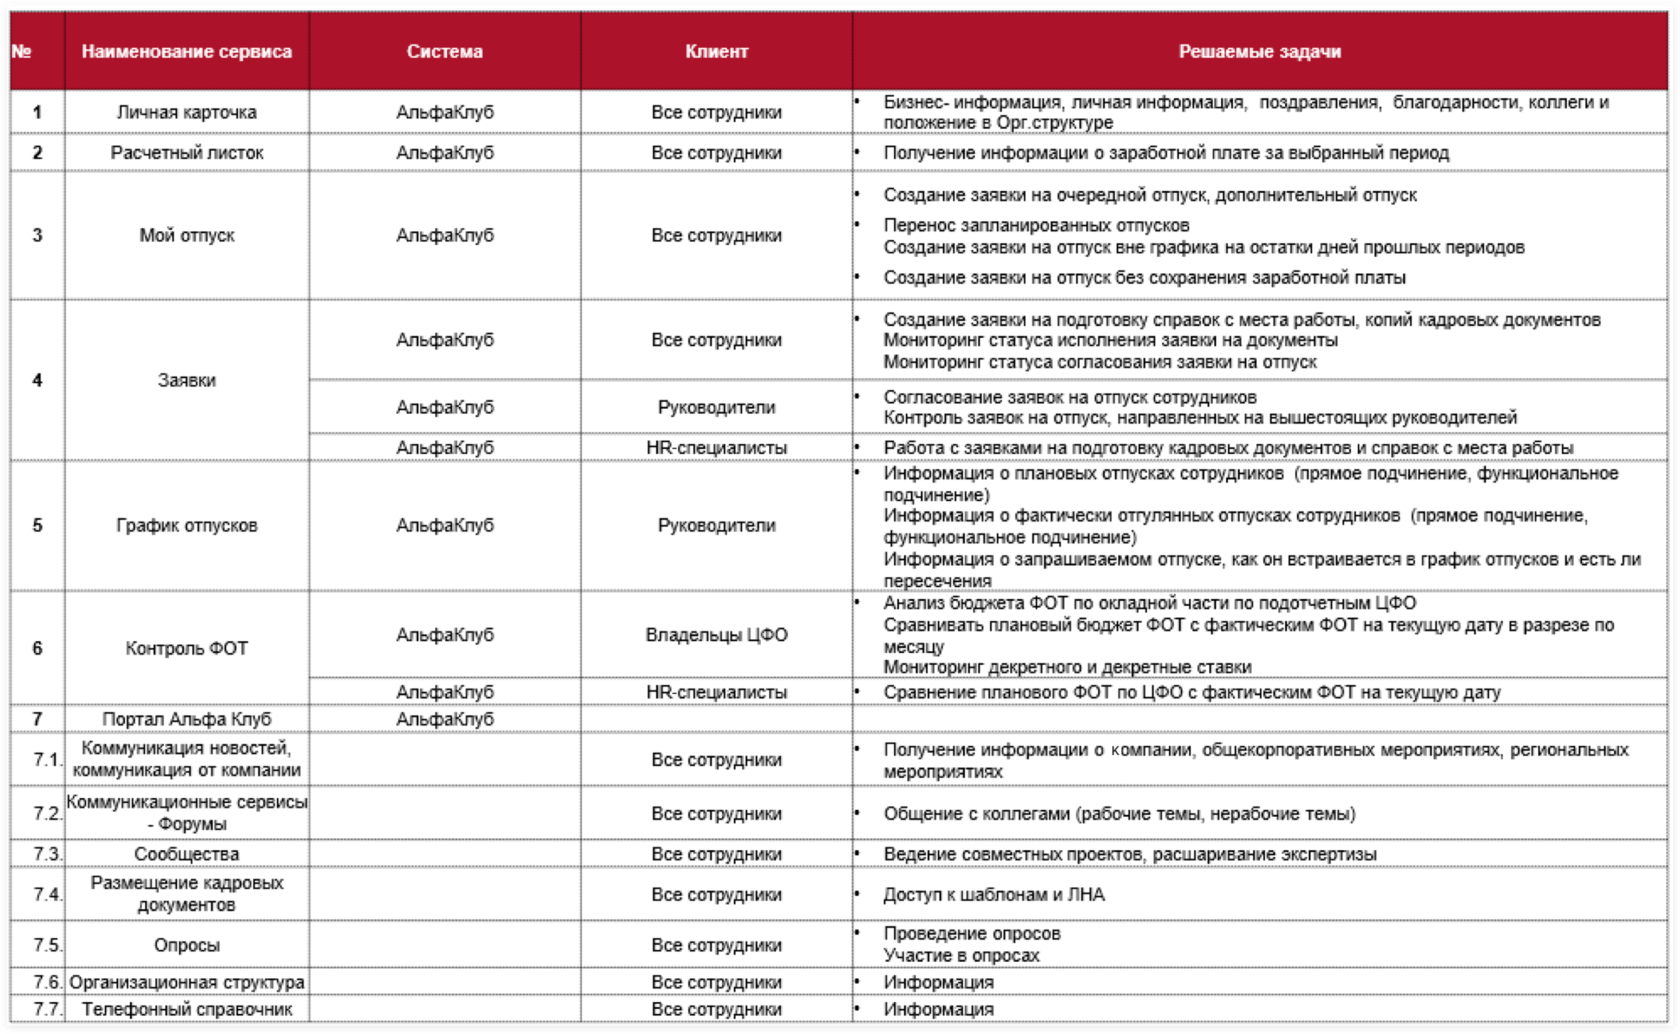 № Наименование сервиса Система Клиент Решаемые задачи
1 Личная карточка АльфаКлуб Все сотрудники • Бизнес- информация, личная информация, поздравления, благодарности, коллеги и
положение в Орг.структуре
2 Расчетный листок АльфаКлуб Все сотрудники • Получение информации о заработной плате за выбранный период
3 Мой отпуск АльфаКлуб Все сотрудники
• Создание заявки на очередной отпуск, дополнительный отпуск
• Перенос запланированных отпусков
Создание заявки на отпуск вне графика на остатки дней прошлых периодов
• Создание заявки на отпуск без сохранения заработной платы
4 Заявки
АльфаКлуб Все сотрудники
• Создание заявки на подготовку справок с места работы, копий кадровых документов
Мониторинг статуса исполнения заявки на документы
Мониторинг статуса согласования заявки на отпуск
АльфаКлуб Руководители
• Согласование заявок на отпуск сотрудников
Контроль заявок на отпуск, направленных на вышестоящих руководителей
АльфаКлуб HR-специалисты • Работа с заявками на подготовку кадровых документов и справок с места работы
5 График отпусков АльфаКлуб Руководители
• Информация о плановых отпусках сотрудников (прямое подчинение, функциональное
подчинение)
Информация о фактически отгулянных отпусках сотрудников (прямое подчинение,
функциональное подчинение)
Информация о запрашиваемом отпуске, как он встраивается в график отпусков и есть ли
пересечения
6 Контроль ФОТ
АльфаКлуб Владельцы ЦФО
• Анализ бюджета ФОТ по окладной части по подотчетным ЦФО
Сравнивать плановый бюджет ФОТ с фактическим ФОТ на текущую дату в разрезе по
месяцу
Мониторинг декретного и декретные ставки
АльфаКлуб HR-специалисты • Сравнение планового ФОТ по ЦФО с фактическим ФОТ на текущую дату
7 Портал Альфа Клуб АльфаКлуб
7.1. Коммуникация новостей,
коммуникация от компании
Все сотрудники
• Получение информации о компании, общекорпоративных мероприятиях, региональных
мероприятиях
7.2. Коммуникационные сервисы
- Форумы
Все сотрудники • Общение с коллегами (рабочие темы, нерабочие темы)
7.3. Сообщества Все сотрудники • Ведение совместных проектов, расшаривание экспертизы
7.4. Размещение кадровых
документов
Все сотрудники • Доступ к шаблонам и ЛНА
7.5. Опросы Все сотрудники
• Проведение опросов
Участие в опросах
7.6. Организационная структура Все сотрудники • Информация
7.7. Телефонный справочник Все сотрудники • Информация